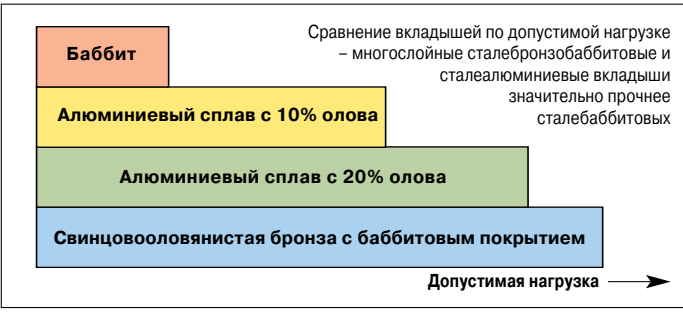 Сравнение вкладышей по допустимой нагрузке
– многослойные сталебронзобаббитовые и
сталеалюминиевые вкладыши
значительно прочнее
сталебаббитовых
Баббит
Алюминиевый сплав с 10% олова
Алюминиевый сплав с 20% олова
Свинцовооловянистая бронза с баббитовым покрытием
Допустимая нагрузка